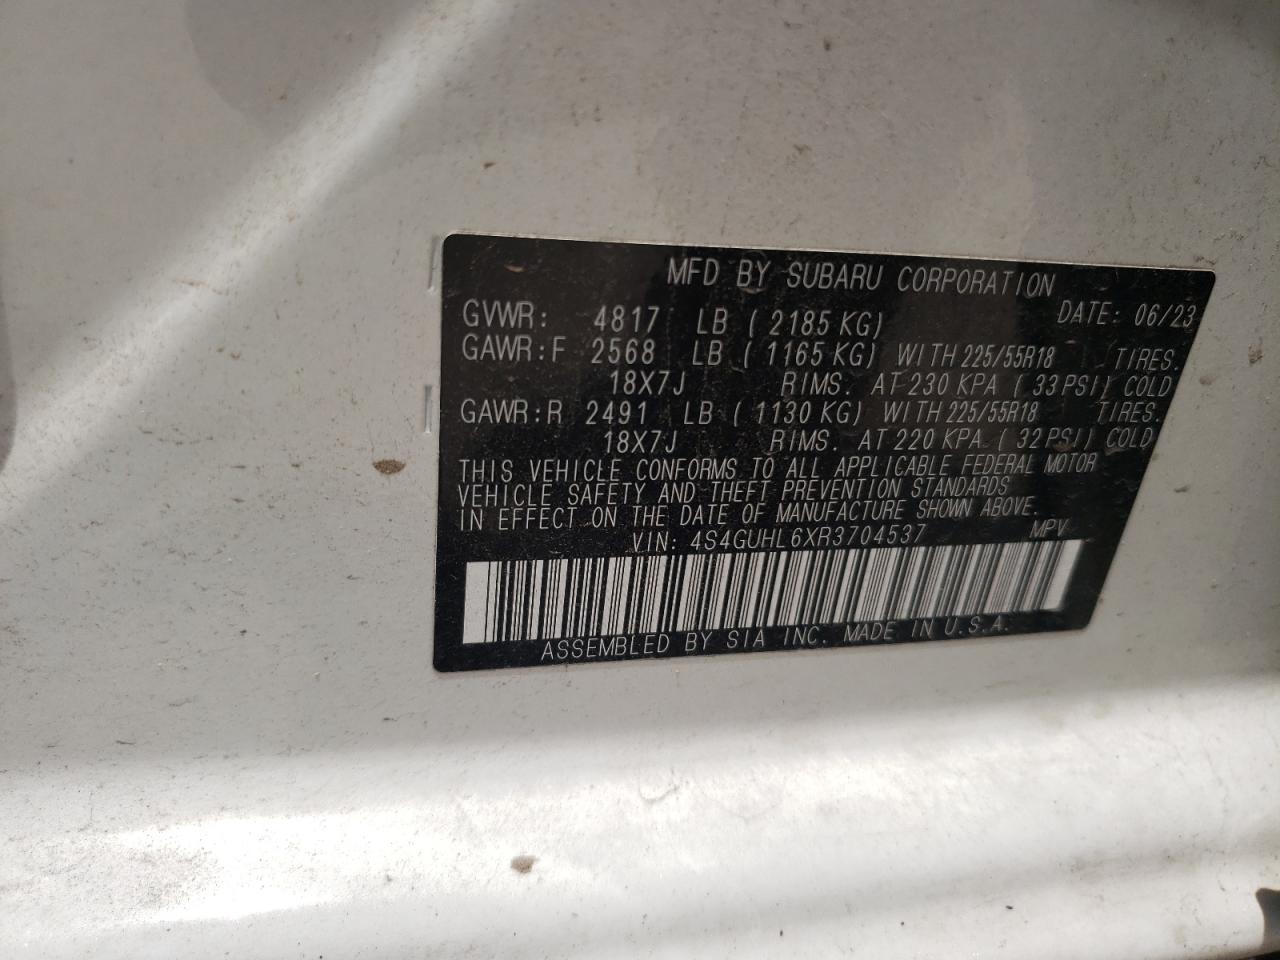 MFD BY SUBARU CORPORATION
DATE: 06/23
GVWR: 4817 LB (2185 KG)
GAWR:F 2568 LB (1165 KG) WITH 225/55R18 TIRES.
18X7J RIMS. AT 230 KPA (33 PSI) COLD
GAWR:R 2491 LB (1130 KG) WITH 225/55R18 TIRES.
18X7J RIMS. AT 220 KPA (32 PSI) COLD
THIS VEHICLE CONFORMS TO ALL APPLICABLE FEDERAL MOTOR
VEHICLE SAFETY AND THEFT PREVENTION STANDARDS
IN EFFECT ON THE DATE OF MANUFACTURE SHOWN ABOVE.
VIN: 4S4GUHL6XR3704537 MPV
ASSEMBLED BY SIA INC. MADE IN U.S.A.